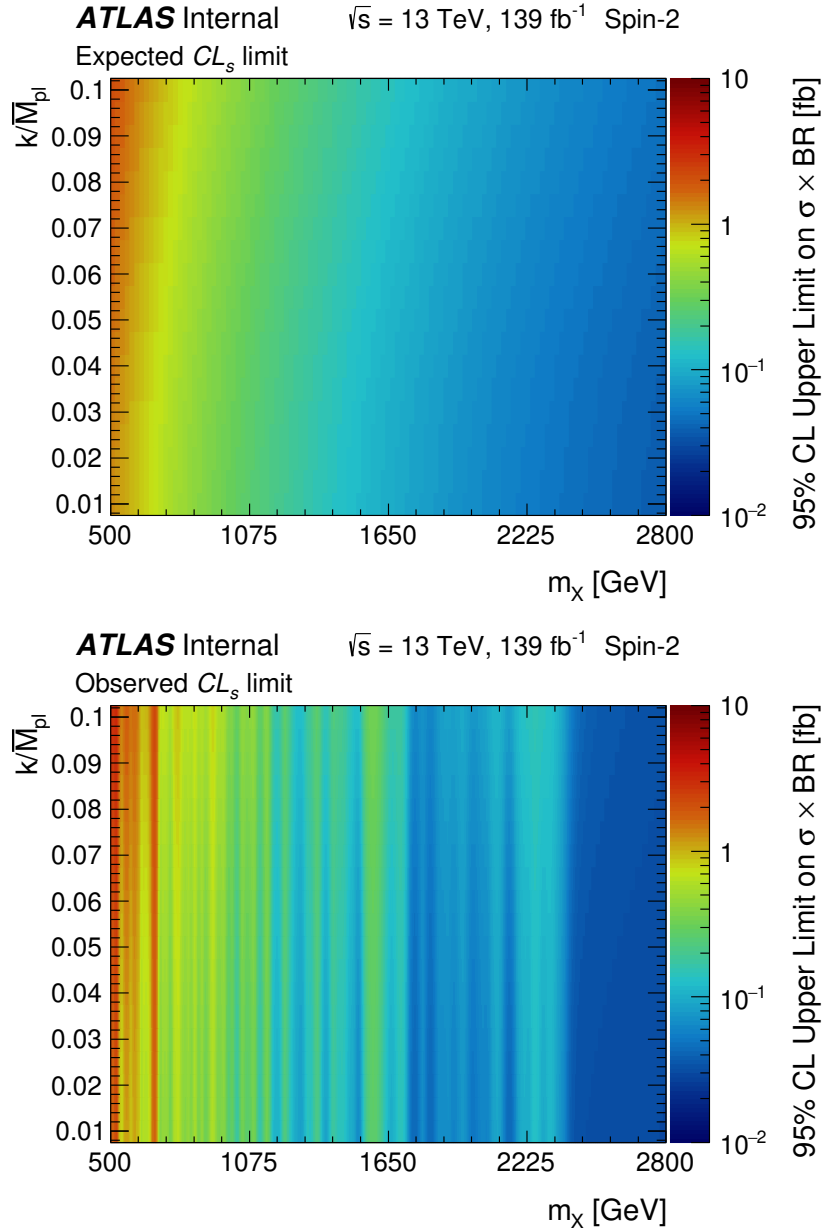 ATLAS Internal √s = 13 TeV, 139 fb⁻¹ Spin-2
Expected CLₛ limit
k/M̅ₚₗ
0.1
0.09
0.08
0.07
0.06
0.05
0.04
0.03
0.02
0.01
500 1075 1650 2225 2800
m_X [GeV]
10
1
10⁻¹
10⁻²
95% CL Upper Limit on σ × BR [fb]
ATLAS Internal √s = 13 TeV, 139 fb⁻¹ Spin-2
Observed CLₛ limit
k/M̅ₚₗ
0.1
0.09
0.08
0.07
0.06
0.05
0.04
0.03
0.02
0.01
500 1075 1650 2225 2800
m_X [GeV]
10
1
10⁻¹
10⁻²
95% CL Upper Limit on σ × BR [fb]